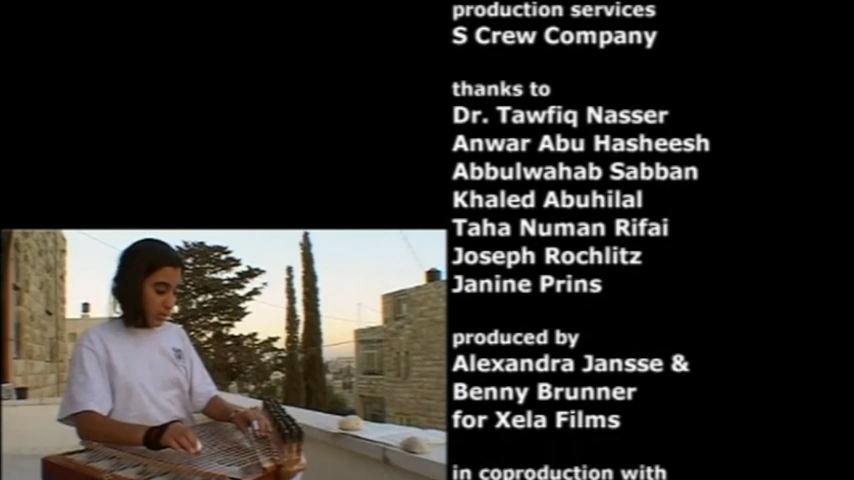 production services
S Crew Company
thanks to
Dr. Tawfiq Nasser
Anwar Abu Hasheesh
Abbulwahab Sabban
Khaled Abuhilal
Taha Numan Rifai
Joseph Rochlitz
Janine Prins
produced by
Alexandra Jansse &
Benny Brunner
for Xela Films
in coproduction with